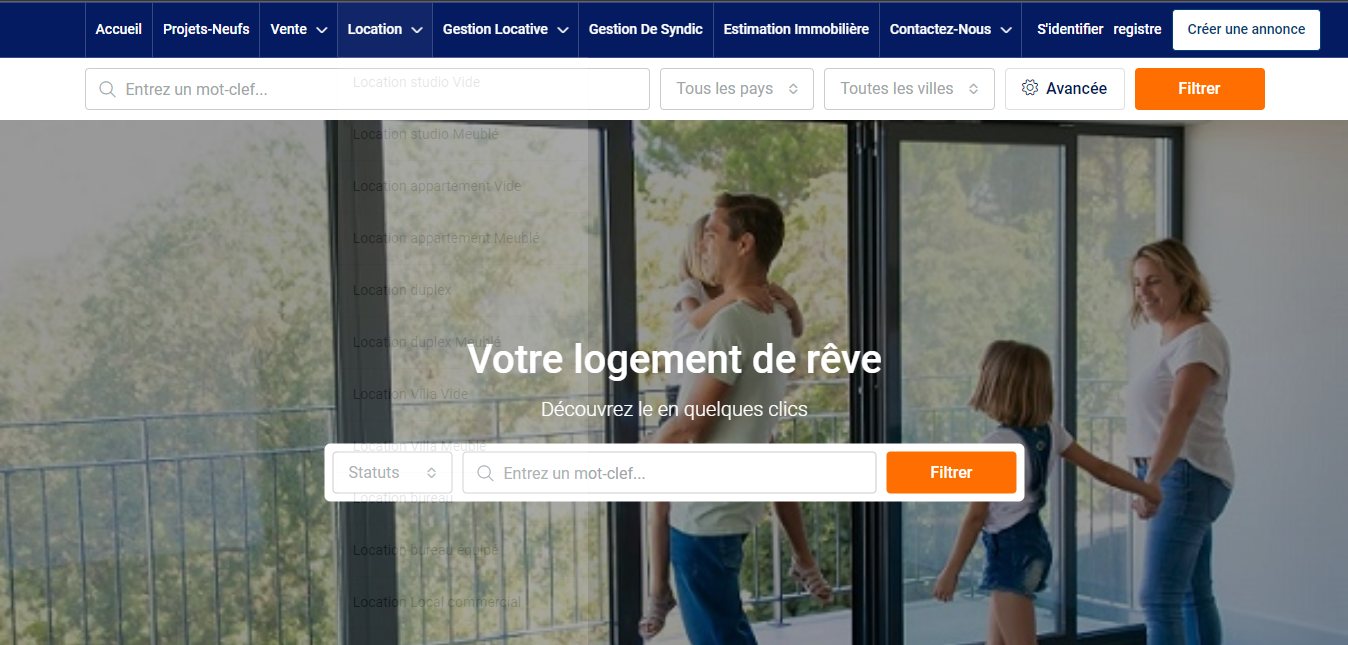 Accueil
Projets-Neufs
Vente
Location
Gestion Locative
Gestion De Syndic
Estimation Immobilière
Contactez-Nous
S'identifier
registre
Créer une annonce
Entrez un mot-clef...
Tous les pays
Toutes les villes
Avancée
Filtrer
Location studio Vide
Location studio Meublé
Location appartement Vide
Location appartement Meublé
Location duplex
Location duplex Meublé
Location Villa Vide
Location Villa Meublé
Location bureau
Location bureau équipé
Location Local commercial
Votre logement de rêve
Découvrez le en quelques clics
Statuts
Entrez un mot-clef...
Filtrer